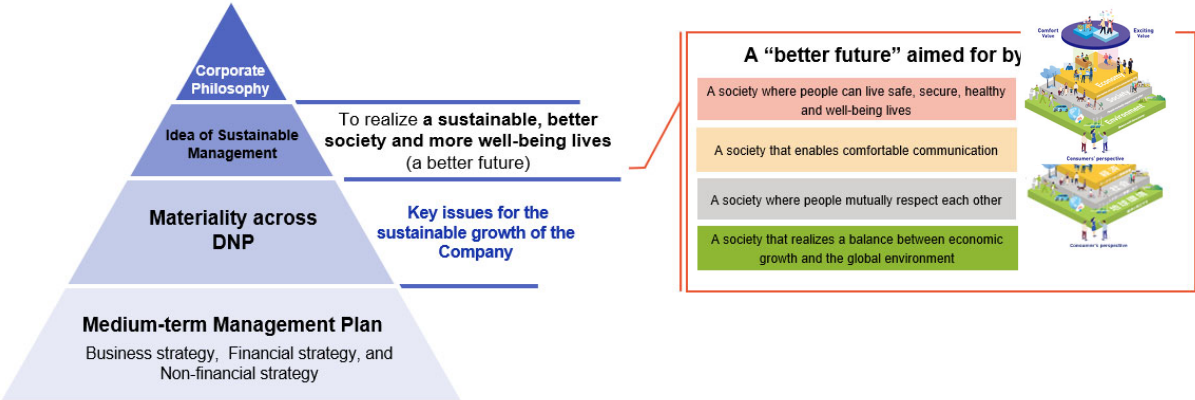 Corporate
Philosophy
Idea of Sustainable
Management
To realize a sustainable, better
society and more well-being lives
(a better future)
Materiality across
DNP
Key issues for the
sustainable growth of the
Company
Medium-term Management Plan
Business strategy, Financial strategy, and
Non-financial strategy
A “better future” aimed for by
A society where people can live safe, secure, healthy
and well-being lives
A society that enables comfortable communication
A society where people mutually respect each other
A society that realizes a balance between economic
growth and the global environment
Comfort
Value
Exciting
Value
Economy
Society
Environment
Consumers' perspective
Consumer's perspective